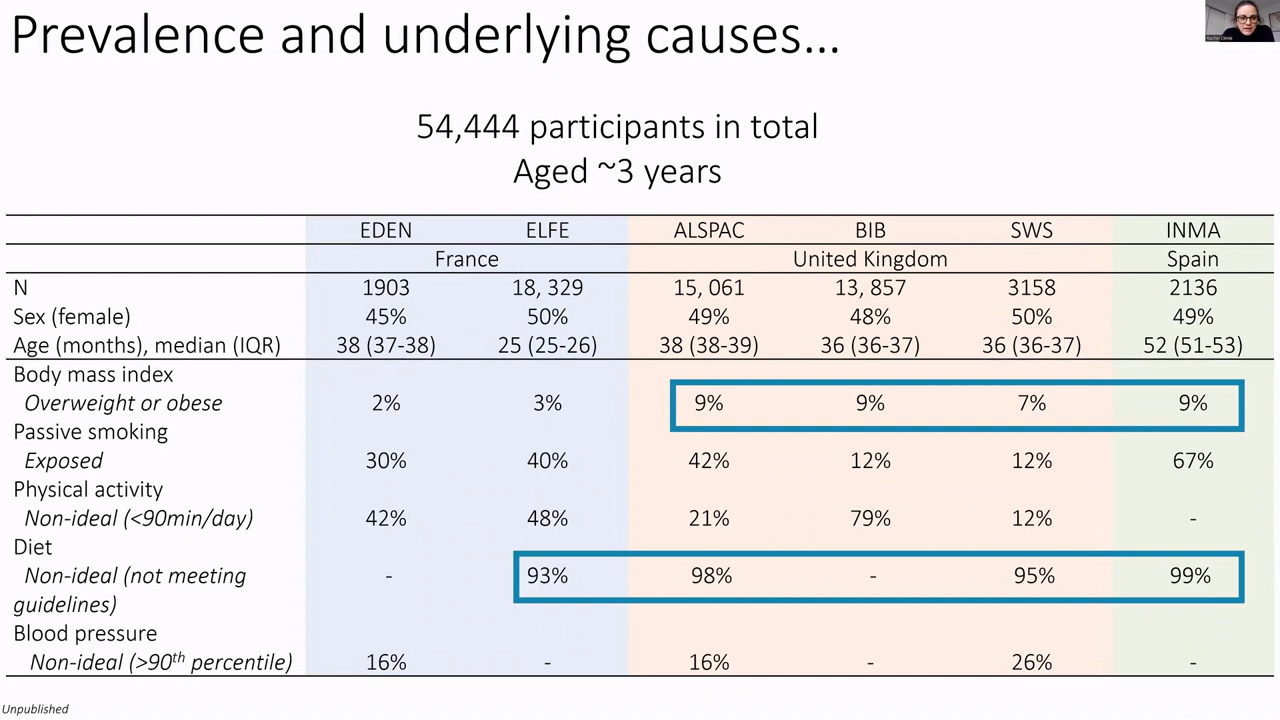 Prevalence and underlying causes...
Rachel Climie
54,444 participants in total
Aged ~3 years
EDEN ELFE ALSPAC BIB SWS INMA
France United Kingdom Spain
N 1903 18, 329 15, 061 13, 857 3158 2136
Sex (female) 45% 50% 49% 48% 50% 49%
Age (months), median (IQR) 38 (37-38) 25 (25-26) 38 (38-39) 36 (36-37) 36 (36-37) 52 (51-53)
Body mass index
Overweight or obese 2% 3% 9% 9% 7% 9%
Passive smoking
Exposed 30% 40% 42% 12% 12% 67%
Physical activity
Non-ideal (<90min/day) 42% 48% 21% 79% 12% -
Diet
Non-ideal (not meeting - 93% 98% - 95% 99%
guidelines)
Blood pressure
Non-ideal (>90th percentile) 16% - 16% - 26% -
Unpublished